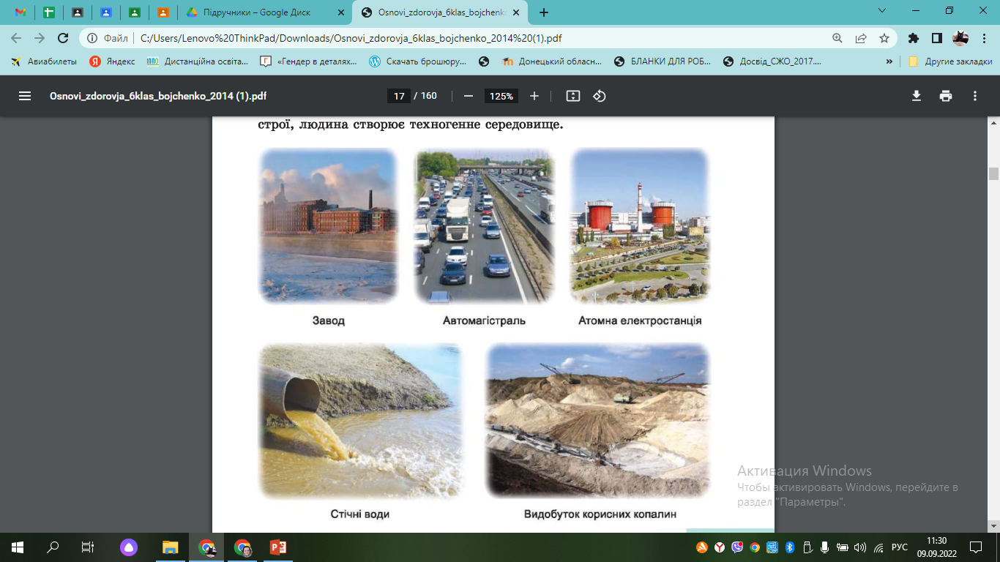 Підручники – Google Диск
Osnovi_zdorovja_6klas_bojchenko
Файл
C:/Users/Lenovo%20ThinkPad/Downloads/Osnovi_zdorovja_6klas_bojchenko_2014%20(1).pdf
Авиабилеты
Яндекс
Дистанційна освіта...
«Гендер в деталях...
Скачать брошюру...
Донецький обласн...
БЛАНКИ ДЛЯ РОБ...
Досвід_СЖО_2017....
»
Другие закладки
Osnovi_zdorovja_6klas_bojchenko_2014 (1).pdf
17 / 160
125%
строї, людина створює техногенне середовище.
Завод
Автомагістраль
Атомна електростанція
Стічні води
Видобуток корисних копалин
Активация Windows
Чтобы активировать Windows, перейдите в
раздел "Параметры".
РУС
11:30
09.09.2022